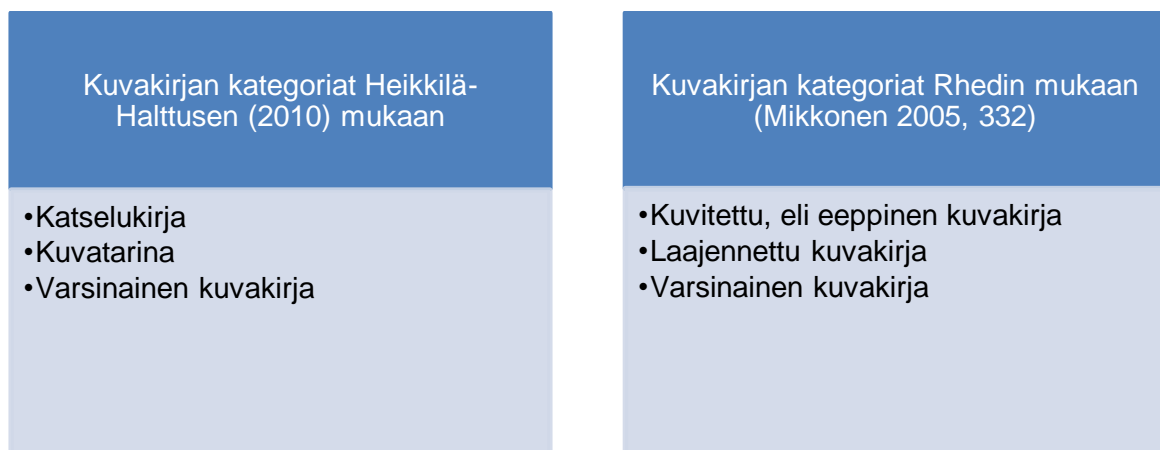 Kuvakirjan kategoriat Heikkilä-
Halttusen (2010) mukaan
•Katselukirja
•Kuvatarina
•Varsinainen kuvakirja
Kuvakirjan kategoriat Rhedin mukaan
(Mikkonen 2005, 332)
•Kuvitettu, eli eeppinen kuvakirja
•Laajennettu kuvakirja
•Varsinainen kuvakirja